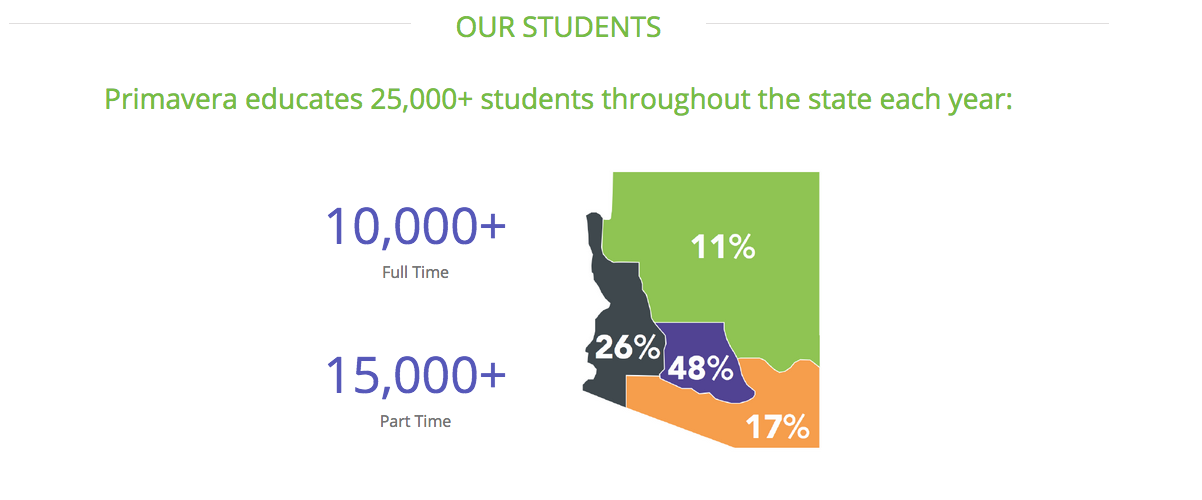 OUR STUDENTS
Primavera educates 25,000+ students throughout the state each year:
10,000+
Full Time
15,000+
Part Time
11%
26%
48%
17%